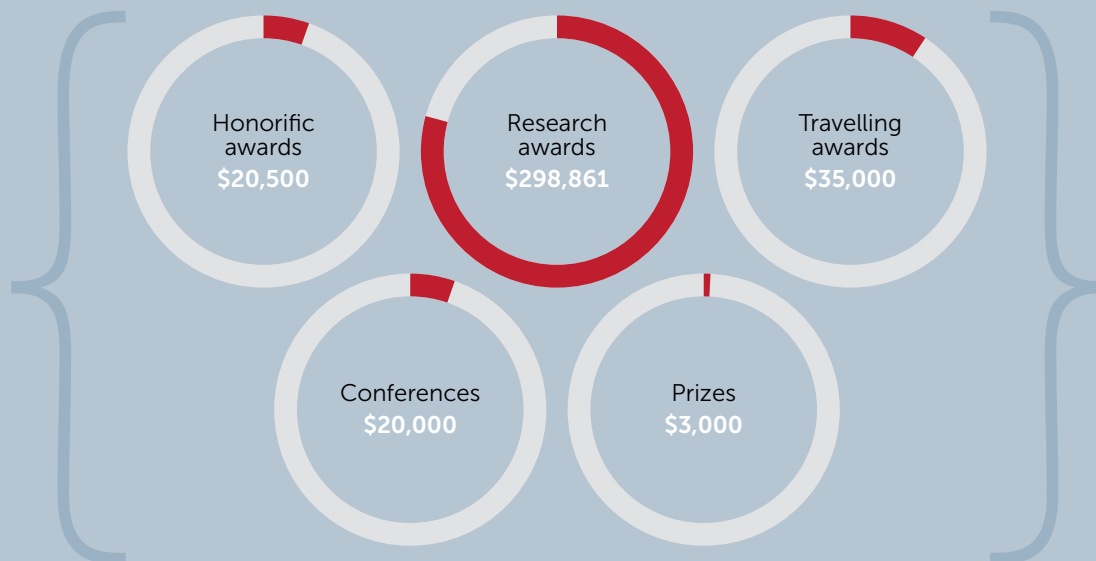 Honorific
awards
$20,500
Research
awards
$298,861
Travelling
awards
$35,000
Conferences
$20,000
Prizes
$3,000